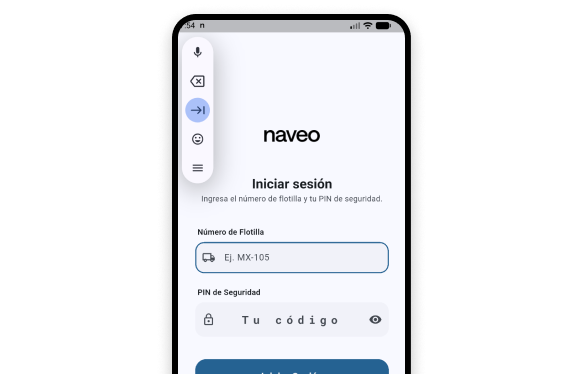 :54 n
naveo
Iniciar sesión
Ingresa el número de flotilla y tu PIN de seguridad.
Número de Flotilla
Ej. MX-105
PIN de Seguridad
Tu código